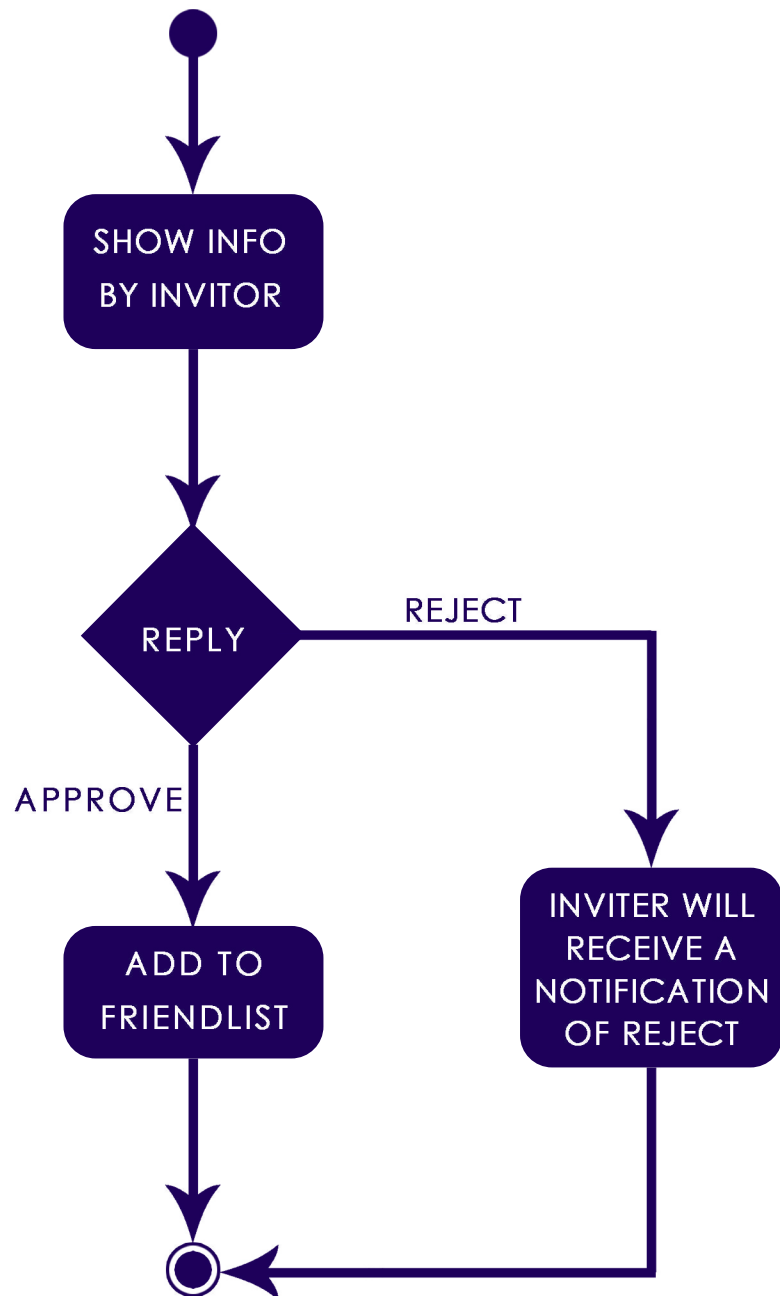 SHOW INFO
BY INVITOR
REPLY
REJECT
APPROVE
ADD TO
FRIENDLIST
INVITER WILL
RECEIVE A
NOTIFICATION
OF REJECT